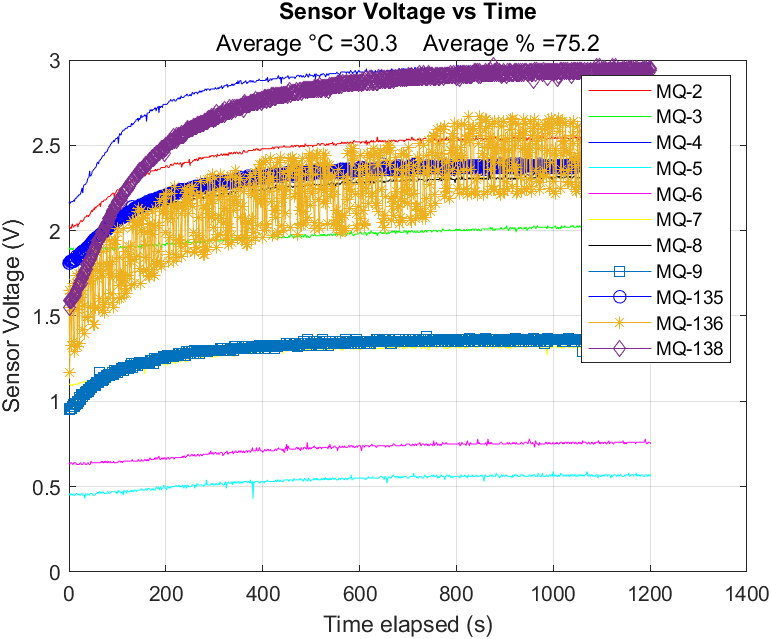 Sensor Voltage vs Time
Average °C =30.3 Average % =75.2
Sensor Voltage (V)
3
2.5
2
1.5
1
0.5
0
0 200 400 600 800 1000 1200 1400
Time elapsed (s)
MQ-2
MQ-3
MQ-4
MQ-5
MQ-6
MQ-7
MQ-8
MQ-9
MQ-135
MQ-136
MQ-138